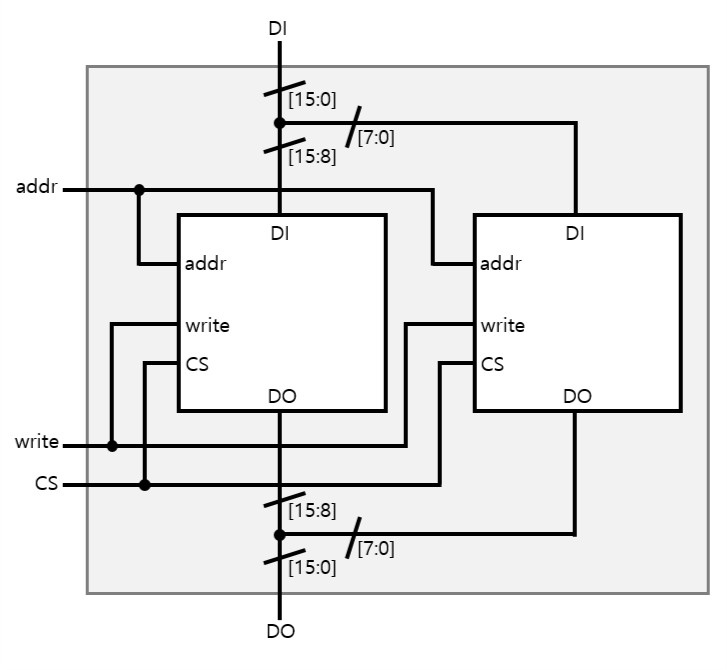 DI
[15:0]
[7:0]
[15:8]
addr
DI
DI
addr
addr
write
write
CS
CS
DO
DO
write
CS
[15:8]
[7:0]
[15:0]
DO